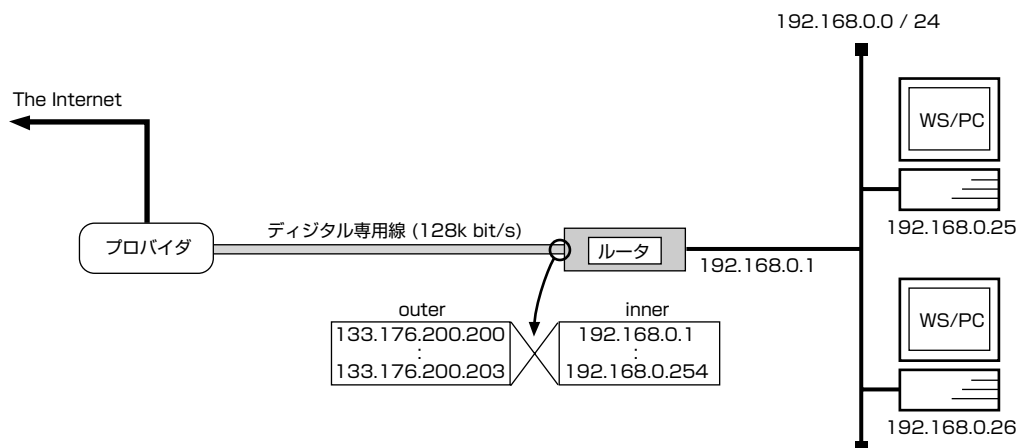 192.168.0.0 / 24
The Internet
WS/PC
192.168.0.25
プロバイダ
ディジタル専用線 (128k bit/s)
ルータ
192.168.0.1
outer
inner
133.176.200.200
:
133.176.200.203
192.168.0.1
:
192.168.0.254
WS/PC
192.168.0.26